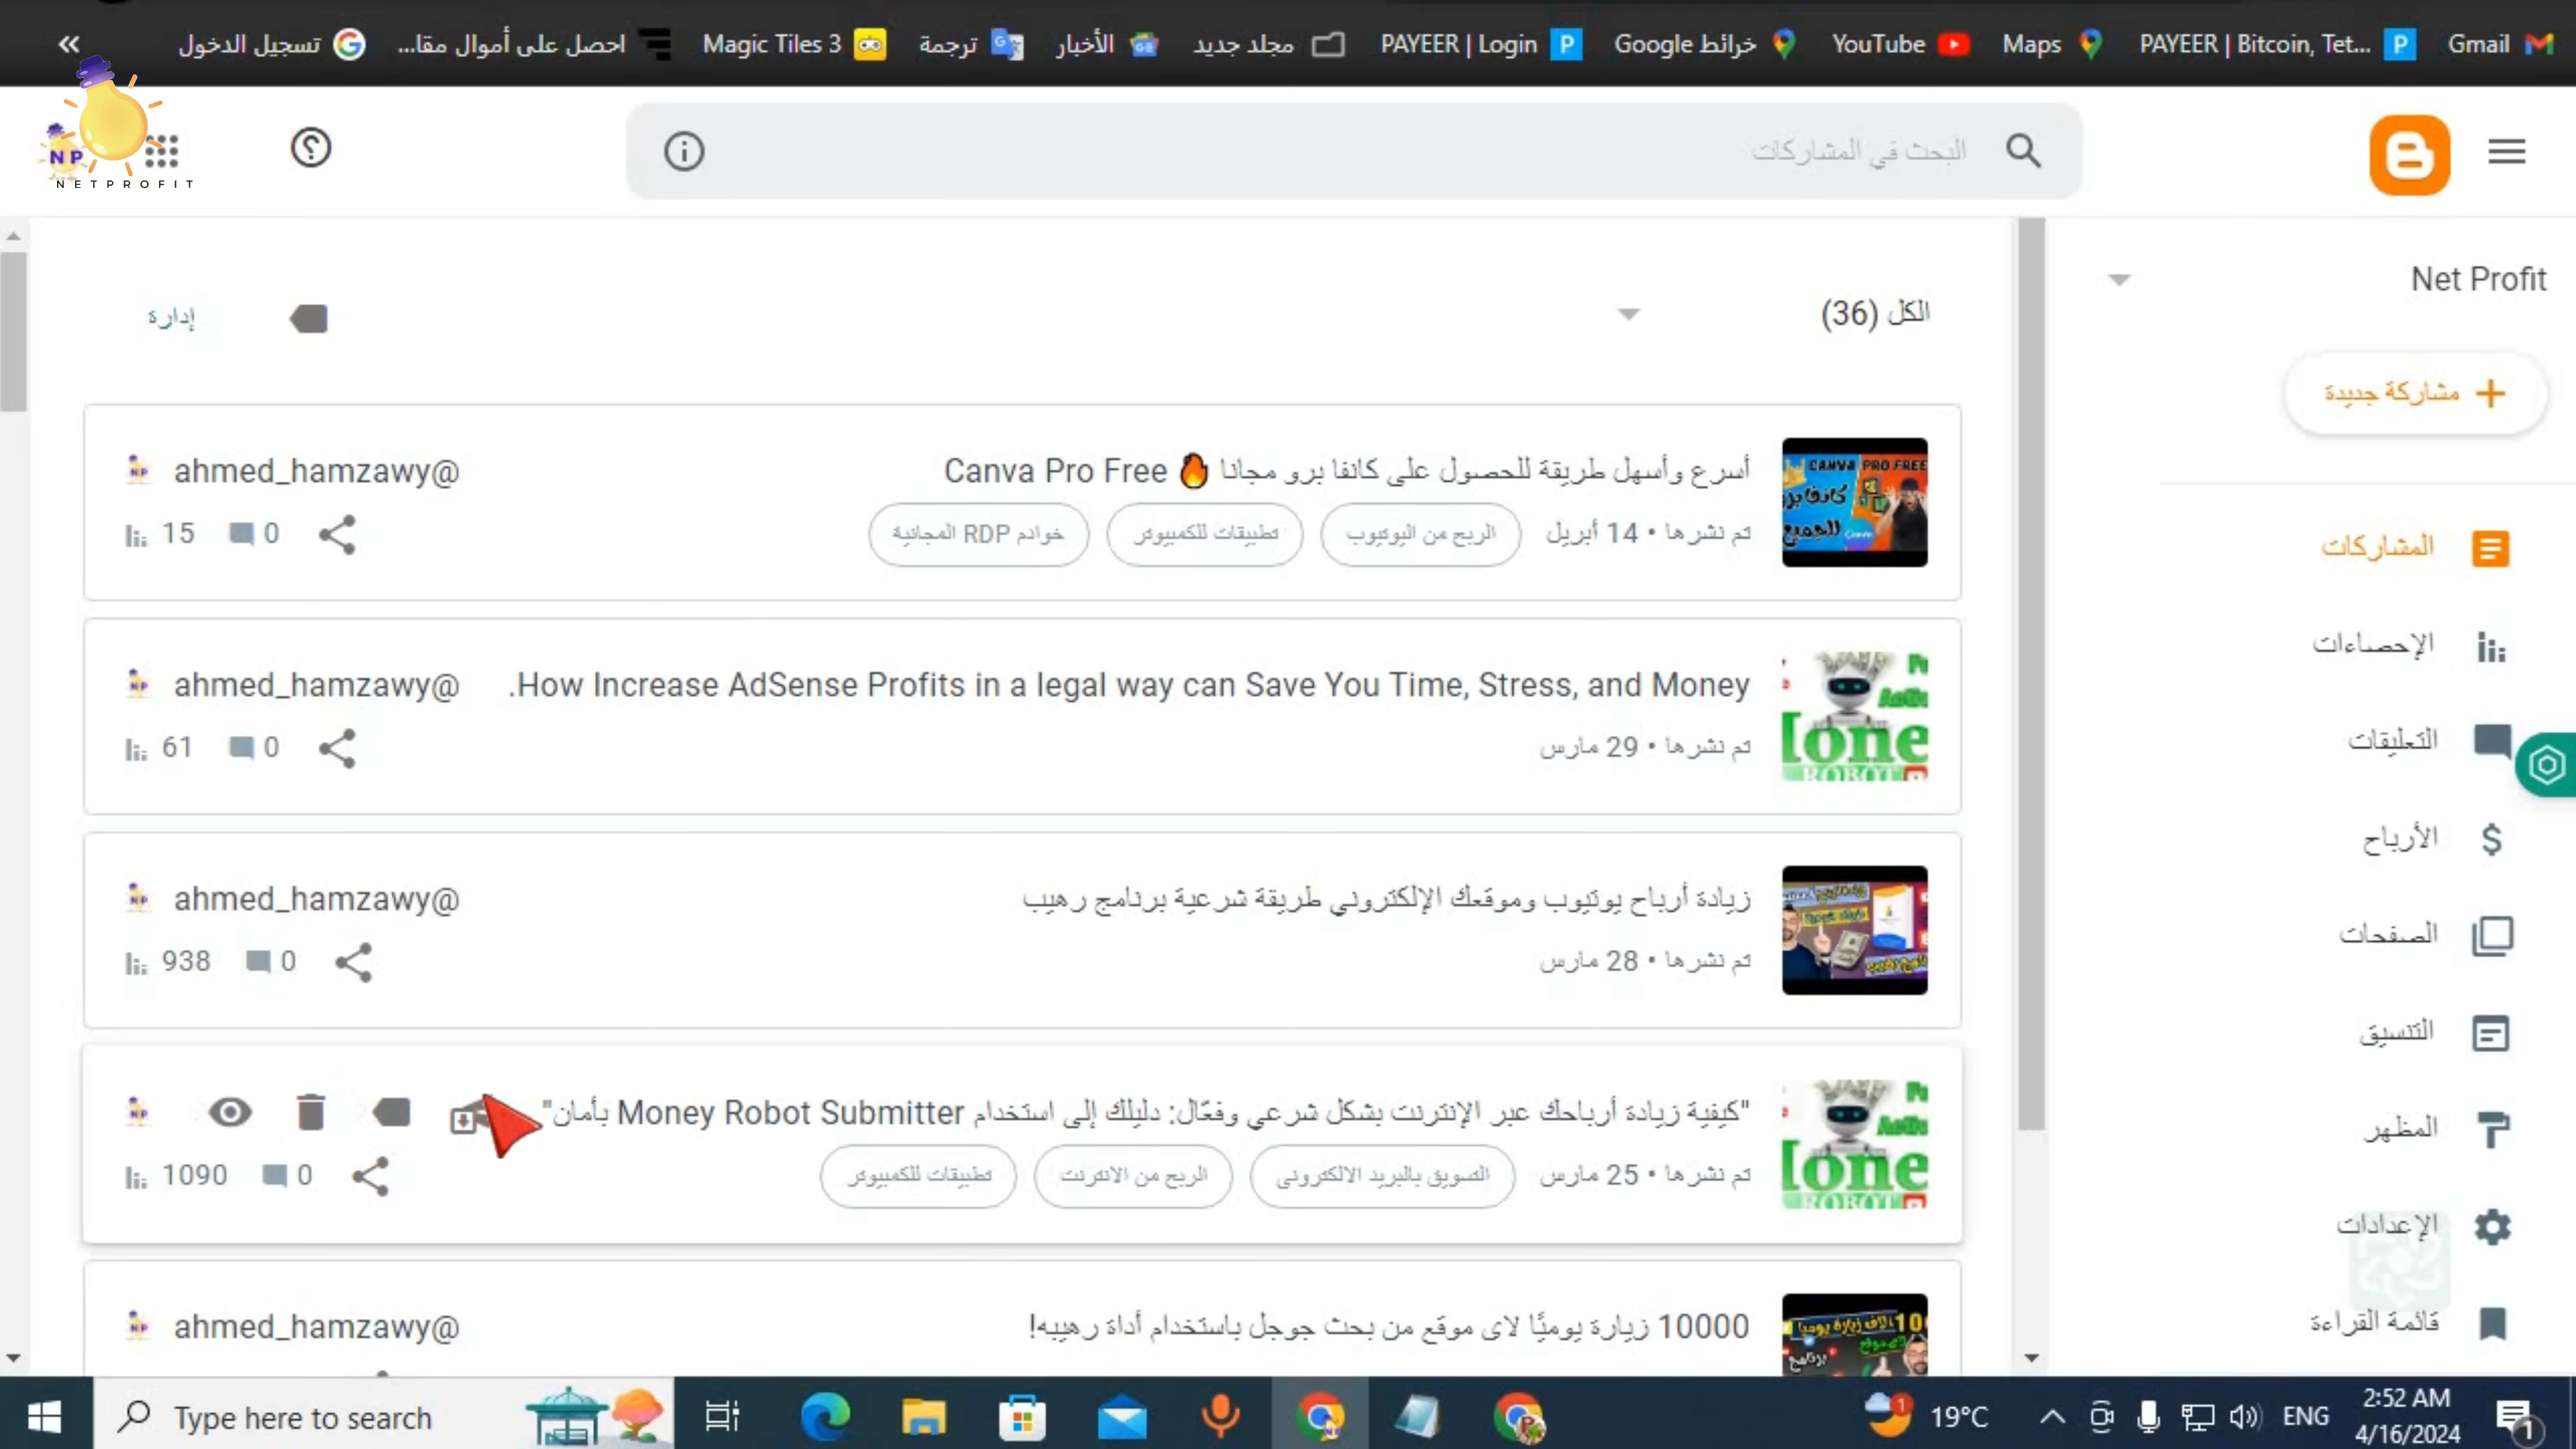 Gmail
PAYEER | Bitcoin, Tet...
Maps
YouTube
خرائط Google
PAYEER | Login
مجلد جديد
الأخبار
ترجمة
Magic Tiles 3
احصل على أموال مقا...
تسجيل الدخول
«
البحث في المشاركات
NP
NETPROFIT
Net Profit
مشاركة جديدة
المشاركات
الإحصاءات
التعليقات
الأرباح
الصفحات
التنسيق
المظهر
الإعدادات
قائمة القراءة
الكل (36)
إدارة
CANVA PRO FREE
أسرع وأسهل طريقة للحصول على كانفا برو مجانا 🔥 Canva Pro Free
ahmed_hamzawy@
تم نشرها • 14 أبريل
الربح من اليوتيوب
تطبيقات للكمبيوتر
خوادم RDP المجانية
15
0
How Increase AdSense Profits in a legal way can Save You Time, Stress, and Money.
ahmed_hamzawy@
تم نشرها • 29 مارس
61
0
زيادة أرباح يوتيوب وموقعك الإلكتروني طريقة شرعية برنامج رهيب
ahmed_hamzawy@
تم نشرها • 28 مارس
938
0
"كيفية زيادة أرباحك عبر الإنترنت بشكل شرعي وفعّال: دليلك إلى استخدام Money Robot Submitter بأمان"
تم نشرها • 25 مارس
التسويق بالبريد الالكترونى
الربح من الانترنت
تطبيقات للكمبيوتر
1090
0
10000 زيارة يوميًا لاى موقع من بحث جوجل باستخدام أداة رهيبه!
ahmed_hamzawy@
Type here to search
19°C
ENG
2:52 AM
4/16/2024
1